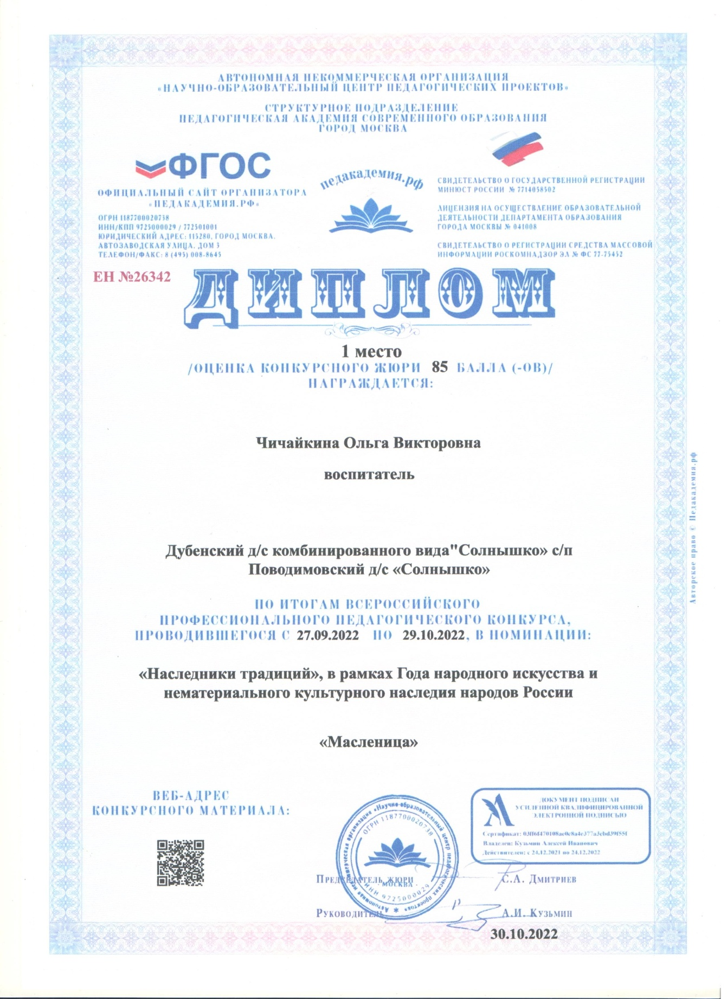 АВТОНОМНАЯ НЕКОММЕРЧЕСКАЯ ОРГАНИЗАЦИЯ
«НАУЧНО-ОБРАЗОВАТЕЛЬНЫЙ ЦЕНТР ПЕДАГОГИЧЕСКИХ ПРОЕКТОВ»
СТРУКТУРНОЕ ПОДРАЗДЕЛЕНИЕ
ПЕДАГОГИЧЕСКАЯ АКАДЕМИЯ СОВРЕМЕННОГО ОБРАЗОВАНИЯ
ГОРОД МОСКВА
ФГОС
ОФИЦИАЛЬНЫЙ САЙТ ОРГАНИЗАТОРА
«ПЕДАКАДЕМИЯ.РФ»
ОГРН 1187700020738
ИНН/КПП 9725000029 / 772501001
ЮРИДИЧЕСКИЙ АДРЕС: 115280, ГОРОД МОСКВА,
АВТОЗАВОДСКАЯ УЛИЦА, ДОМ 3
ТЕЛЕФОН/ФАКС: 8 (495) 008-8645
педакадемия.рф
СВИДЕТЕЛЬСТВО О ГОСУДАРСТВЕННОЙ РЕГИСТРАЦИИ
МИНЮСТ РОССИИ № 7714058502
ЛИЦЕНЗИЯ НА ОСУЩЕСТВЛЕНИЕ ОБРАЗОВАТЕЛЬНОЙ
ДЕЯТЕЛЬНОСТИ ДЕПАРТАМЕНТА ОБРАЗОВАНИЯ
ГОРОДА МОСКВЫ № 041008
СВИДЕТЕЛЬСТВО О РЕГИСТРАЦИИ СРЕДСТВА МАССОВОЙ
ИНФОРМАЦИИ РОСКОМНАДЗОР ЭЛ № ФС 77-75452
ЕН №26342
ДИПЛОМ
1 место
/ОЦЕНКА КОНКУРСНОГО ЖЮРИ 85 БАЛЛА (-ОВ)/
НАГРАЖДАЕТСЯ:
Чичайкина Ольга Викторовна
воспитатель
Дубенский д/с комбинированного вида"Солнышко» с/п
Поводимовский д/с «Солнышко»
ПО ИТОГАМ ВСЕРОССИЙСКОГО
ПРОФЕССИОНАЛЬНОГО ПЕДАГОГИЧЕСКОГО КОНКУРСА,
ПРОВОДИВШЕГОСЯ С 27.09.2022 ПО 29.10.2022, В НОМИНАЦИИ:
«Наследники традиций», в рамках Года народного искусства и
нематериального культурного наследия народов России
«Масленица»
ВЕБ-АДРЕС
КОНКУРСНОГО МАТЕРИАЛА:
Автономная некоммерческая организация «Научно-образовательный центр педагогических проектов»
ОГРН 1187700020738
· МОСКВА ·
ИНН 9725000029
ДОКУМЕНТ ПОДПИСАН
УСИЛЕННОЙ КВАЛИФИЦИРОВАННОЙ
ЭЛЕКТРОННОЙ ПОДПИСЬЮ
Сертификат: 03ff6f470108ae0c8a4e377a3cbd39f55f
Владелец: Кузьмин Алексей Иванович
Действителен: с 24.12.2021 по 24.12.2022
Председатель жюри С.А. Дмитриев
Руководитель А.И. Кузьмин
30.10.2022
Авторское право © Педакадемия.рф